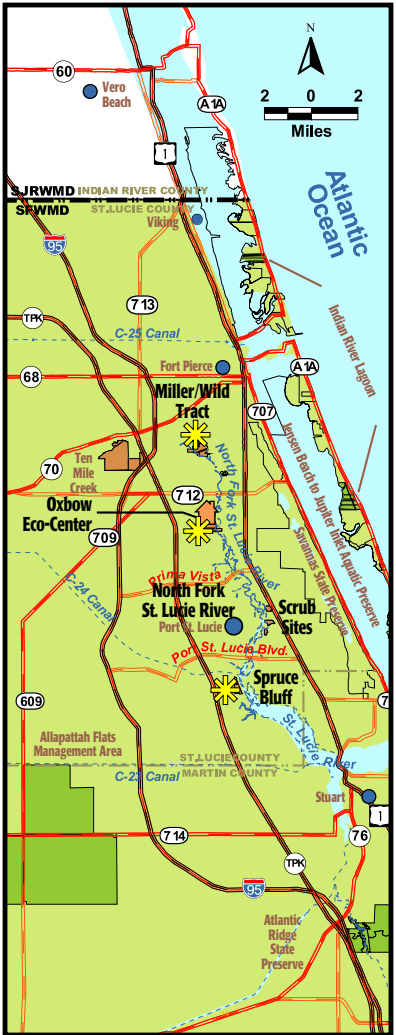 N
60
Vero
Beach
A1A
2 0 2
Miles
1
Atlantic
Ocean
SJRWMD INDIAN RIVER COUNTY
SFWMD ST.LUCIE COUNTY
Viking
95
713
TPK
C-25 Canal
Indian River Lagoon
Fort Pierce
A1A
68
Miller/Wild
Tract
707
Ten
Mile
Creek
70
North Fork St. Lucie River
Jensen Beach to Jupiter Inlet Aquatic Preserve
712
Oxbow
Eco-Center
709
Savannas State Preserve
C-24 Canal
Prima Vista
North Fork
St. Lucie River
Port St. Lucie
Scrub
Sites
Port St. Lucie Blvd.
Spruce
Bluff
609
7
St. Lucie River
Allapattah Flats
Management Area
ST.LUCIE COUNTY
MARTIN COUNTY
C-23 Canal
Stuart
1
714
76
TPK
95
Atlantic
Ridge
State
Preserve